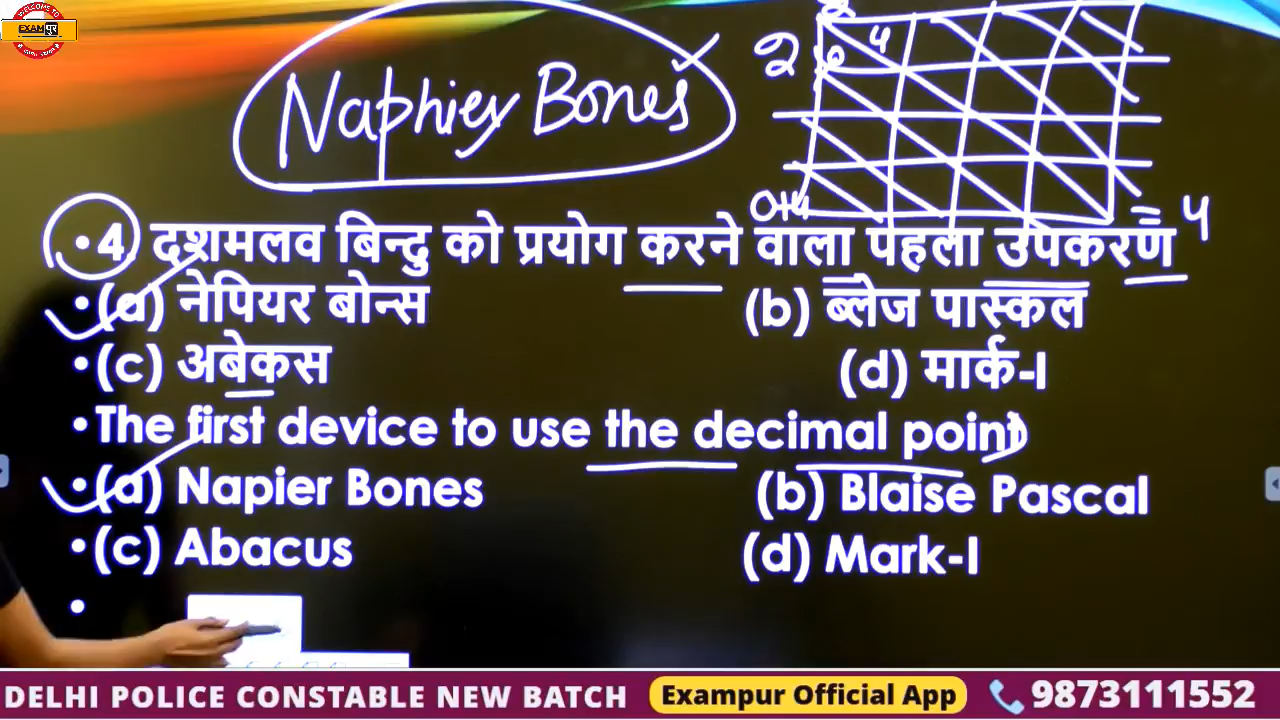 WELCOME TO
EXAMपुर
Naphier Bones
2 4
0+4 = 4
•4. दशमलव बिन्दु को प्रयोग करने वाला पहला उपकरण
•(a) नेपियर बोन्स (b) ब्लेज पास्कल
•(c) अबेकस (d) मार्क-I
•The first device to use the decimal point
•(a) Napier Bones (b) Blaise Pascal
•(c) Abacus (d) Mark-I
•
DELHI POLICE CONSTABLE NEW BATCH Exampur Official App 9873111552